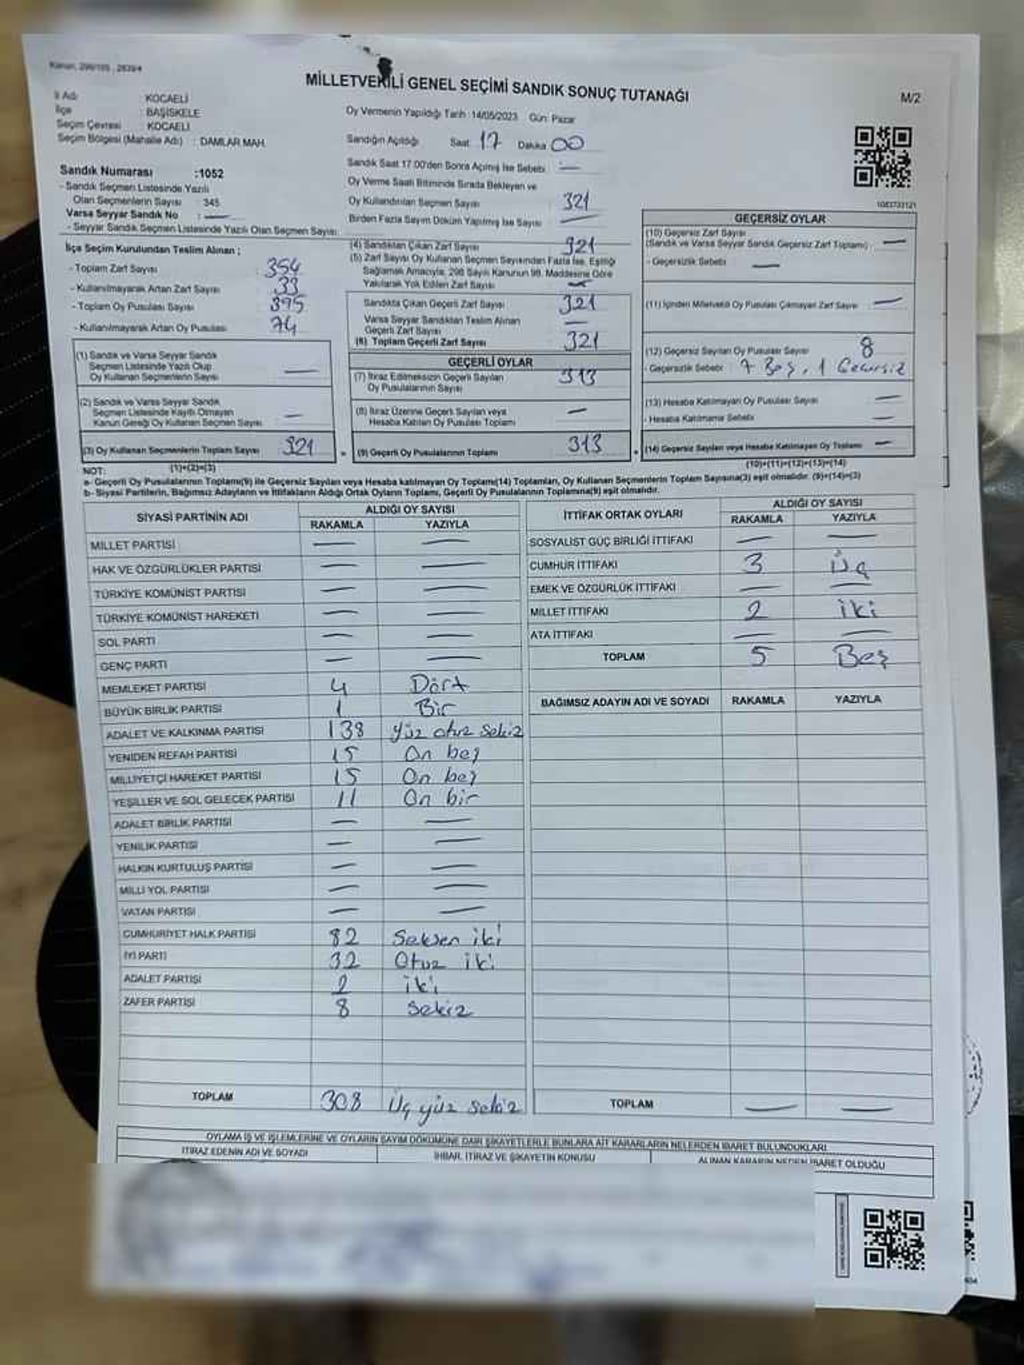 Kanun, 298/105 , 2839/4
MİLLETVEKİLİ GENEL SEÇİMİ SANDIK SONUÇ TUTANAĞI
M/2
İl Adı : KOCAELİ
İlçe : BAŞİSKELE
Seçim Çevresi : KOCAELİ
Seçim Bölgesi (Mahalle Adı) : DAMLAR MAH.
Oy Vermenin Yapıldığı Tarih :14/05/2023 Gün: Pazar
Sandığın Açıldığı Saat 17 Dakika 00
Sandık Saat 17.00'den Sonra Açılmış İse Sebebi: —
Oy Verme Saati Bitiminde Sırada Bekleyen ve
Oy Kullandırılan Seçmen Sayısı 321
Birden Fazla Sayım Döküm Yapılmış İse Sayısı —
Sandık Numarası :1052
- Sandık Seçmen Listesinde Yazılı
Olan Seçmenlerin Sayısı : 345
Varsa Seyyar Sandık No : —
- Seyyar Sandık Seçmen Listesinde Yazılı Olan Seçmen Sayısı:
İlçe Seçim Kurulundan Teslim Alınan ;
- Toplam Zarf Sayısı 354
- Kullanılmayarak Artan Zarf Sayısı 33
- Toplam Oy Pusulası Sayısı 395
- Kullanılmayarak Artan Oy Pusulası 74
(1) Sandık ve Varsa Seyyar Sandık
Seçmen Listesinde Yazılı Olup
Oy Kullanan Seçmenlerin Sayısı —
(2) Sandık ve Varsa Seyyar Sandık
Seçmen Listesinde Kayıtlı Olmayan
Kanun Gereği Oy Kullanan Seçmen Sayısı —
(3) Oy Kullanan Seçmenlerin Toplam Sayısı 321
(1)+(2)=(3)
(4) Sandıktan Çıkan Zarf Sayısı 321
(5) Zarf Sayısı Oy Kullanan Seçmen Sayısından Fazla İse, Eşitliği
Sağlamak Amacıyla, 298 Sayılı Kanunun 98. Maddesine Göre
Yakılarak Yok Edilen Zarf Sayısı —
Sandıkta Çıkan Geçerli Zarf Sayısı 321
Varsa Seyyar Sandıktan Teslim Alınan
Geçerli Zarf Sayısı —
(6) Toplam Geçerli Zarf Sayısı 321
GEÇERLİ OYLAR
(7) İtiraz Edilmeksizin Geçerli Sayılan
Oy Pusulalarının Sayısı 313
(8) İtiraz Üzerine Geçerli Sayılan veya
Hesaba Katılan Oy Pusulası Toplamı —
(9) Geçerli Oy Pusulalarının Toplamı 313
1083733121
GEÇERSİZ OYLAR
(10) Geçersiz Zarf Sayısı
(Sandık ve Varsa Seyyar Sandık Geçersiz Zarf Toplamı) —
- Geçersizlik Sebebi : —
(11) İçinden Milletvekili Oy Pusulası Çıkmayan Zarf Sayısı —
(12) Geçersiz Sayılan Oy Pusulası Sayısı 8
- Geçersizlik Sebebi : 7 Boş, 1 Gecersiz
(13) Hesaba Katılmayan Oy Pusulası Sayısı —
- Hesaba Katılmama Sebebi : —
(14) Geçersiz Sayılan veya Hesaba Katılmayan Oy Toplamı —
(10)+(11)+(12)+(13)=(14)
NOT:
a- Geçerli Oy Pusulalarının Toplamı(9) ile Geçersiz Sayılan veya Hesaba katılmayan Oy Toplamı(14) Toplamları, Oy Kullanan Seçmenlerin Toplam Sayısına(3) eşit olmalıdır. (9)+(14)=(3)
b- Siyasi Partilerin, Bağımsız Adayların ve İttifakların Aldığı Ortak Oyların Toplamı, Geçerli Oy Pusulalarının Toplamına(9) eşit olmalıdır.
SİYASİ PARTİNİN ADI ALDIĞI OY SAYISI
RAKAMLA YAZIYLA
MİLLET PARTİSİ — —
HAK VE ÖZGÜRLÜKLER PARTİSİ — —
TÜRKİYE KOMÜNİST PARTİSİ — —
TÜRKİYE KOMÜNİST HAREKETİ — —
SOL PARTİ — —
GENÇ PARTİ — —
MEMLEKET PARTİSİ 4 Dört
BÜYÜK BİRLİK PARTİSİ 1 Bir
ADALET VE KALKINMA PARTİSİ 138 Yüz otuz sekiz
YENİDEN REFAH PARTİSİ 15 On beş
MİLLİYETÇİ HAREKET PARTİSİ 15 On beş
YEŞİLLER VE SOL GELECEK PARTİSİ 11 On bir
ADALET BİRLİK PARTİSİ — —
YENİLİK PARTİSİ — —
HALKIN KURTULUŞ PARTİSİ — —
MİLLİ YOL PARTİSİ — —
VATAN PARTİSİ — —
CUMHURİYET HALK PARTİSİ 82 Seksen iki
İYİ PARTİ 32 Otuz iki
ADALET PARTİSİ 2 iki
ZAFER PARTİSİ 8 sekiz
TOPLAM 308 Üç yüz sekiz
İTTİFAK ORTAK OYLARI ALDIĞI OY SAYISI
RAKAMLA YAZIYLA
SOSYALİST GÜÇ BİRLİĞİ İTTİFAKI — —
CUMHUR İTTİFAKI 3 Üç
EMEK VE ÖZGÜRLÜK İTTİFAKI — —
MİLLET İTTİFAKI 2 iki
ATA İTTİFAKI — —
TOPLAM 5 Beş
BAĞIMSIZ ADAYIN ADI VE SOYADI RAKAMLA YAZIYLA
TOPLAM — —
OYLAMA İŞ VE İŞLEMLERİNE VE OYLARIN SAYIM DÖKÜMÜNE DAİR ŞİKAYETLERLE BUNLARA AİT KARARLARIN NELERDEN İBARET BULUNDUKLARI
İTİRAZ EDENİN ADI VE SOYADI İHBAR, İTİRAZ VE ŞİKAYETİN KONUSU ALINAN KARARIN NEDEN İBARET OLDUĞU